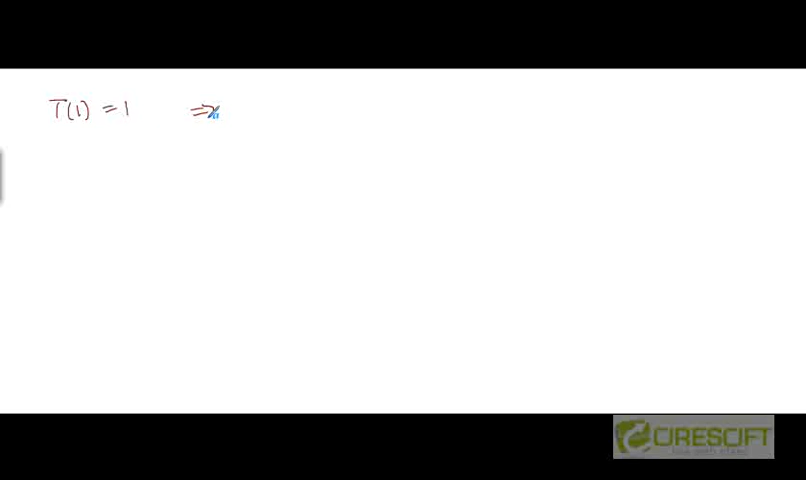 T(1) = 1 ⇒
CIRESCIFT